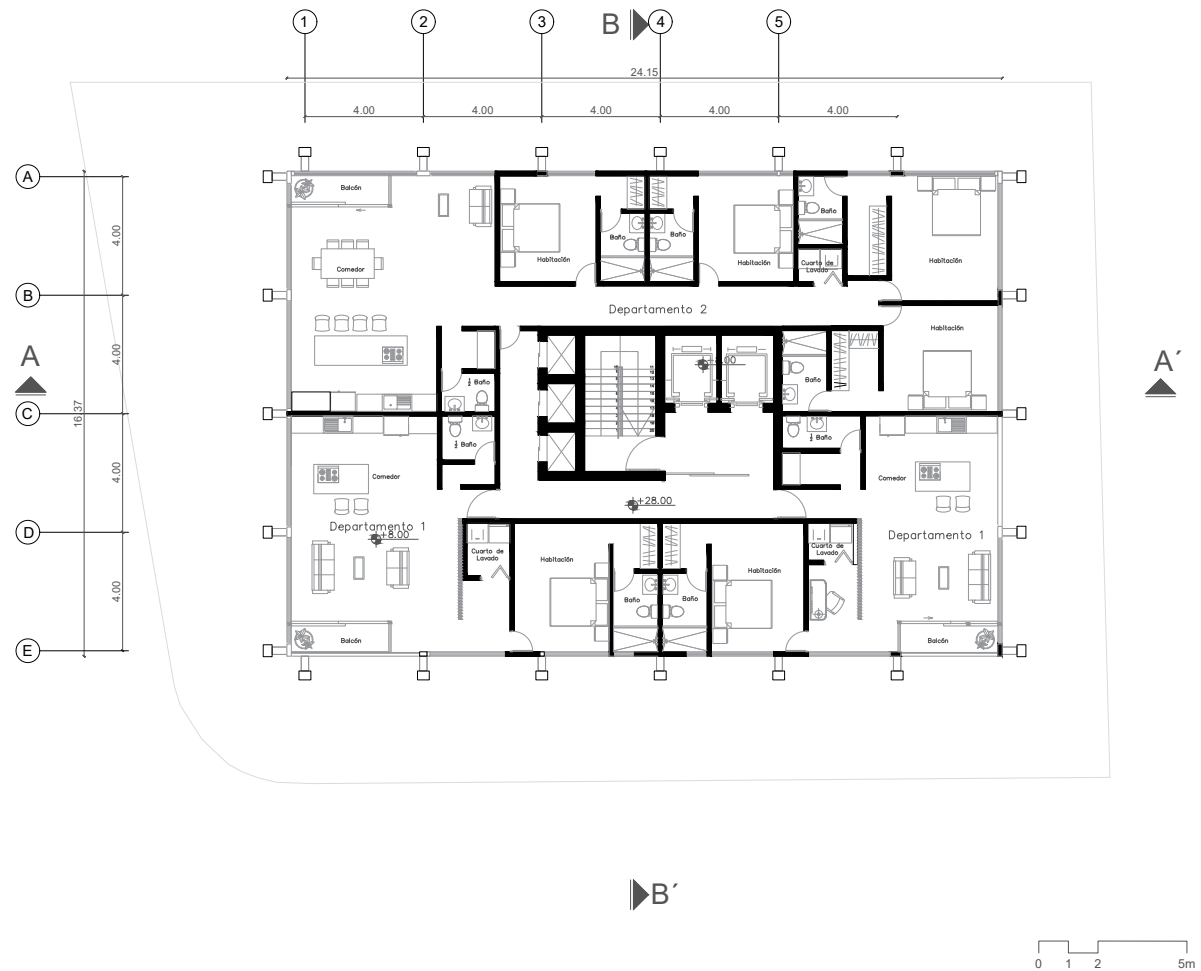 1 2 3 B 4 5
24.15
4.00 4.00 4.00 4.00 4.00
A
Balcón
Baño
4.00
Baño Baño
Comedor
Habitación Habitación
Cuarto de
Lavado
Habitación
B
Departamento 2
Habitación
A
4.00
A´
½ Baño
Baño
C
16.37
½ Baño
½ Baño
4.00
Comedor
Comedor
+28.00
D
Departamento 1
+8.00
Departamento 1
Cuarto de
Lavado
Habitación
Habitación
Cuarto de
Lavado
4.00
Baño Baño
Balcón
Balcón
E
B´
0 1 2 5m